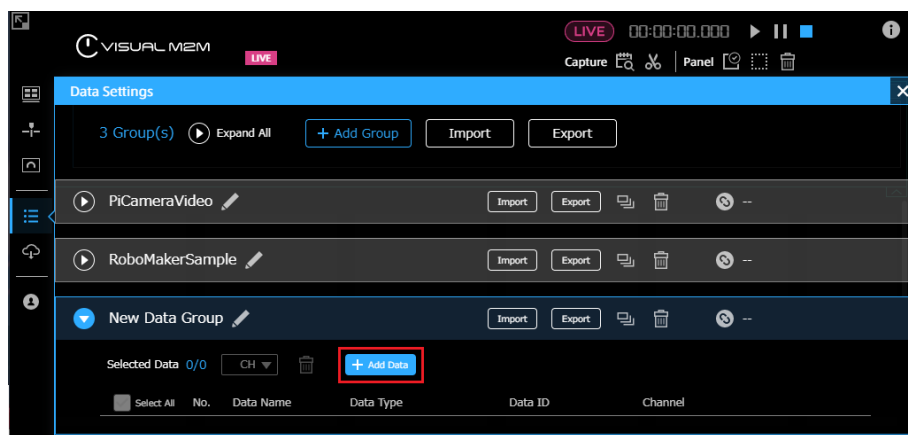 LIVE 00:00:00.000
VISUAL M2M LIVE
Capture Panel
Data Settings
3 Group(s) Expand All + Add Group Import Export
PiCameraVideo Import Export --
RoboMakerSample Import Export --
New Data Group Import Export --
Selected Data 0/0 CH + Add Data
Select All No. Data Name Data Type Data ID Channel